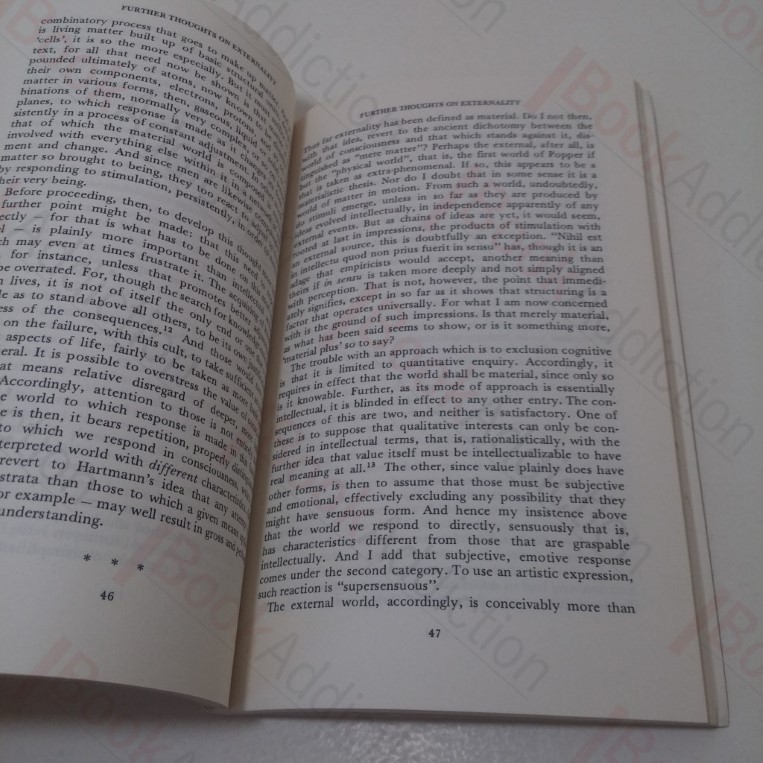 FURTHER THOUGHTS ON EXTERNALITY
combinatory process that goes to make up
is living matter built up of basic
'cells', it is so the more especially. But it
text, for all that need now be shown is that
pounded ultimately of atoms, now known to
their own components, electrons, protons,
matter in various forms, then, gaseous,
binations of them, normally very complex,
planes, to which response is made as it
sistently in a process of constant adjustment.
that of which the material world is composed
involved with everything else within it
ment and change. And since men are
matter so brought to being, they too react to
by responding to stimulation, persistently, in order
their very being.
Before proceeding, then, to develop this
further point might be made: that this need
– for that is what has to be done
– is plainly more important than
may even at times frustrate it. The
for instance, unless that promotes better
be overrated. For, though the search for knowledge
lives, it is not of itself the only
as to stand above all others, to be its own
of the consequences.¹² And those would
on the failure, with this cult, to take sufficient
aspects of life, fairly to be taken as more
It is possible to overstress the value of
means relative disregard of deeper,
Accordingly, attention to those is not
world to which response is made in this
is then, it bears repetition, properly
to which we respond in consciousness
world with different characteristics
revert to Hartmann's idea that any
strata than those to which a given means
or example – may well result in gross and
understanding.
* * *
46
FURTHER THOUGHTS ON EXTERNALITY
Thus far externality has been defined as material. Do I not then,
with that idea, revert to the ancient dichotomy between the
world of consciousness and that which stands against it, dis-
tinguished as "mere matter"? Perhaps the external, after all, is
but the "physical world", that is, the first world of Popper if
that is taken as extra-phenomenal. If so, this appears to be a
materialistic thesis. Nor do I doubt that in some sense it is a
world of matter in motion. From such a world, undoubtedly,
do stimuli emerge, unless in so far as they are produced by
those evolved intellectually, in independence apparently of any
external events. But as chains of ideas are yet, it would seem,
rooted at last in impressions, the products of stimulation with
an external source, this is doubtfully an exception. "Nihil est
in intellectu quod non prius fuerit in sensu" has, though it is an
adage that empiricists would accept, another meaning than
theirs if in sensu is taken more deeply and not simply aligned
with perception. That is not, however, the point that immedi-
ately signifies, except in so far as it shows that structuring is a
factor that operates universally. For what I am now concerned
with is the ground of such impressions. Is that merely material,
as what has been said seems to show, or is it something more,
'material plus' so to say?
The trouble with an approach which is to exclusion cognitive
is that it is limited to quantitative enquiry. Accordingly, it
requires in effect that the world shall be material, since only so
is it knowable. Further, as its mode of approach is essentially
intellectual, it is blinded in effect to any other entry. The con-
sequences of this are two, and neither is satisfactory. One of
these is to suppose that qualitative interests can only be con-
sidered in intellectual terms, that is, rationalistically, with the
further idea that value itself must be intellectualizable to have
real meaning at all.¹³ The other, since value plainly does have
other forms, is then to assume that those must be subjective
and emotional, effectively excluding any possibility that they
might have sensuous form. And hence my insistence above
that the world we respond to directly, sensuously that is,
has characteristics different from those that are graspable
intellectually. And I add that subjective, emotive response
comes under the second category. To use an artistic expression,
such reaction is "supersensuous".
The external world, accordingly, is conceivably more than
47